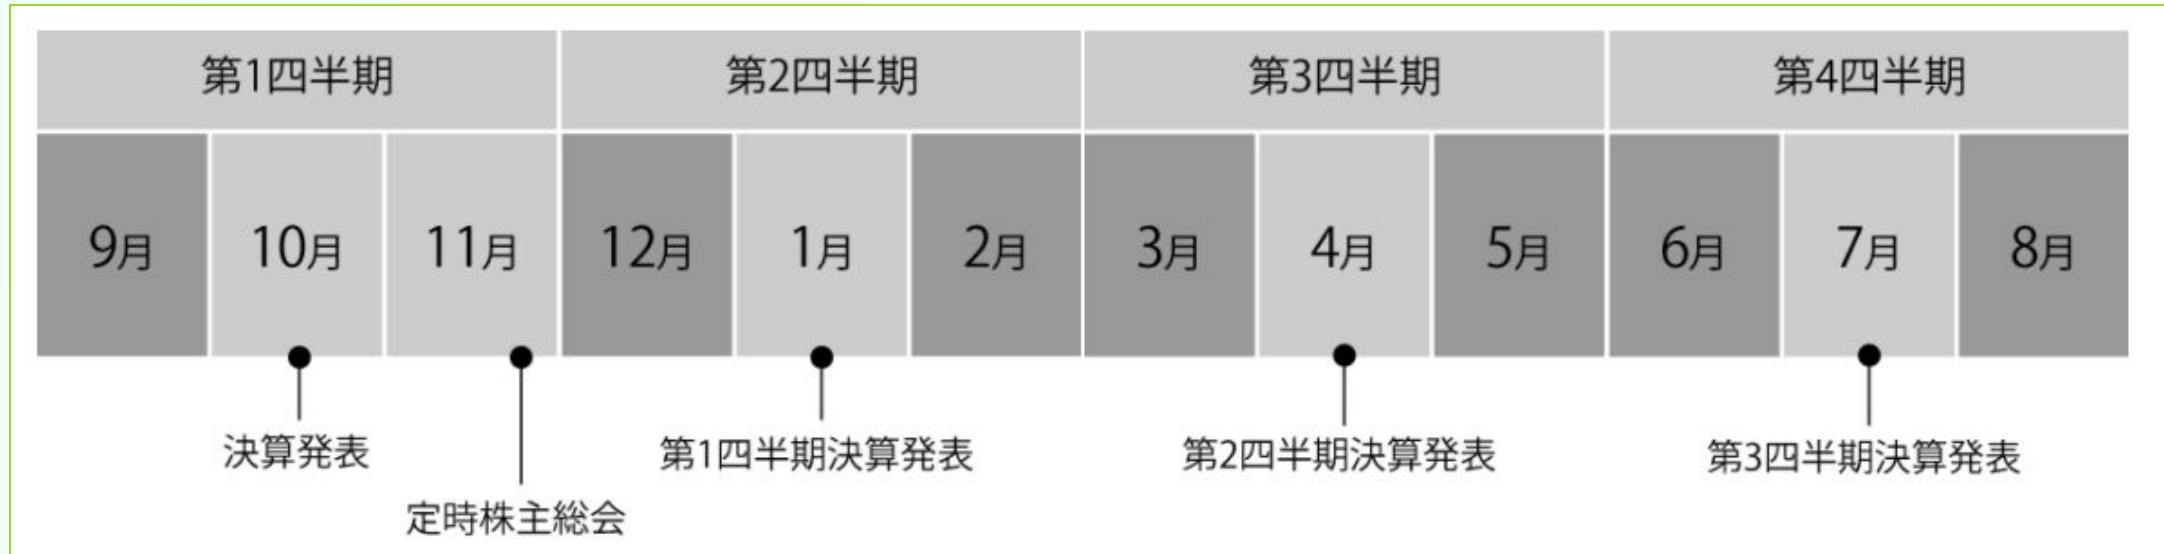 第1四半期
第2四半期
第3四半期
第4四半期
9月
10月
11月
12月
1月
2月
3月
4月
5月
6月
7月
8月
決算発表
定時株主総会
第1四半期決算発表
第2四半期決算発表
第3四半期決算発表